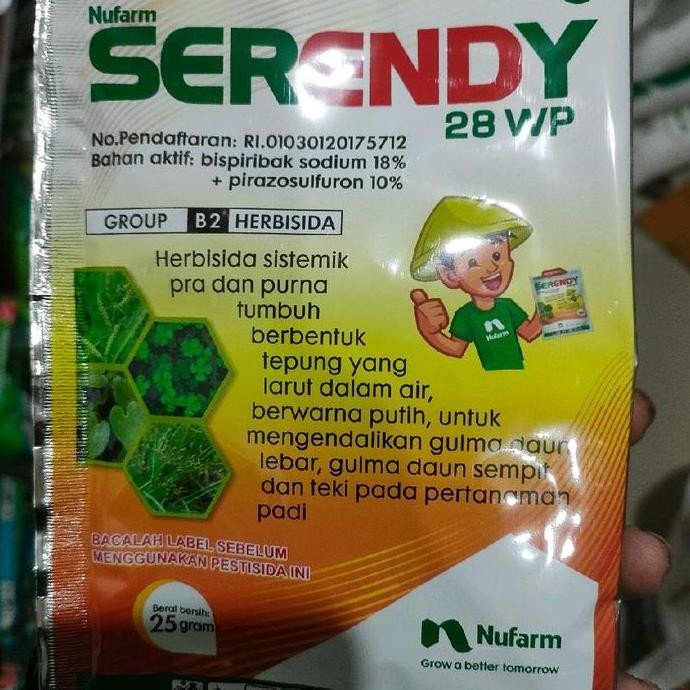 Nufarm
SERENDY
28 WP
No.Pendaftaran: RI.01030120175712
Bahan aktif: bispiribak sodium 18%
+ pirazosulfuron 10%
GROUP B2 HERBISIDA
Herbisida sistemik
pra dan purna
tumbuh
berbentuk
tepung yang
larut dalam air,
berwarna putih, untuk
mengendalikan gulma daun
lebar, gulma daun sempit
dan teki pada pertanaman
padi
SERENDY
Nufarm
BACALAH LABEL SEBELUM
MENGGUNAKAN PESTISIDA INI
Berat bersih:
25 gram
Nufarm
Grow a better tomorrow